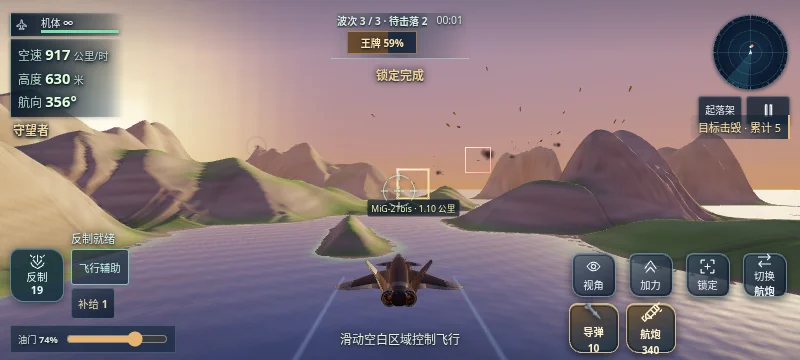 机体 ∞
空速 917 公里/时
高度 630 米
航向 356°
守望者
波次 3 / 3 · 待击落 2 00:01
王牌 59%
锁定完成
起落架
目标击毁 · 累计 5
MiG-21bis · 1.10 公里
反制就绪
反制
19
飞行辅助
补给 1
油门 74%
滑动空白区域控制飞行
视角
加力
锁定
切换
航炮
导弹
10
航炮
340